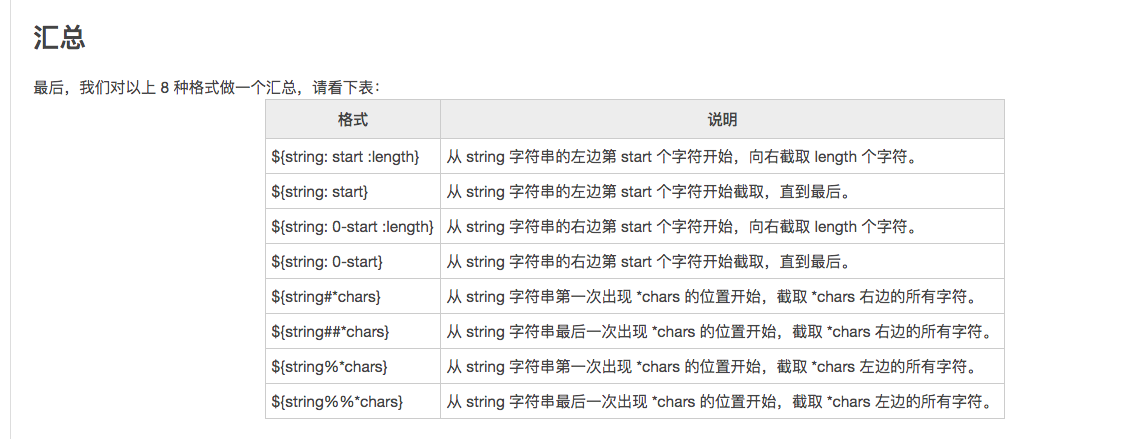 汇总
最后，我们对以上 8 种格式做一个汇总，请看下表：
格式 说明
${string: start :length} 从 string 字符串的左边第 start 个字符开始，向右截取 length 个字符。
${string: start} 从 string 字符串的左边第 start 个字符开始截取，直到最后。
${string: 0-start :length} 从 string 字符串的右边第 start 个字符开始，向右截取 length 个字符。
${string: 0-start} 从 string 字符串的右边第 start 个字符开始截取，直到最后。
${string#*chars} 从 string 字符串第一次出现 *chars 的位置开始，截取 *chars 右边的所有字符。
${string##*chars} 从 string 字符串最后一次出现 *chars 的位置开始，截取 *chars 右边的所有字符。
${string%*chars} 从 string 字符串第一次出现 *chars 的位置开始，截取 *chars 左边的所有字符。
${string%%*chars} 从 string 字符串最后一次出现 *chars 的位置开始，截取 *chars 左边的所有字符。